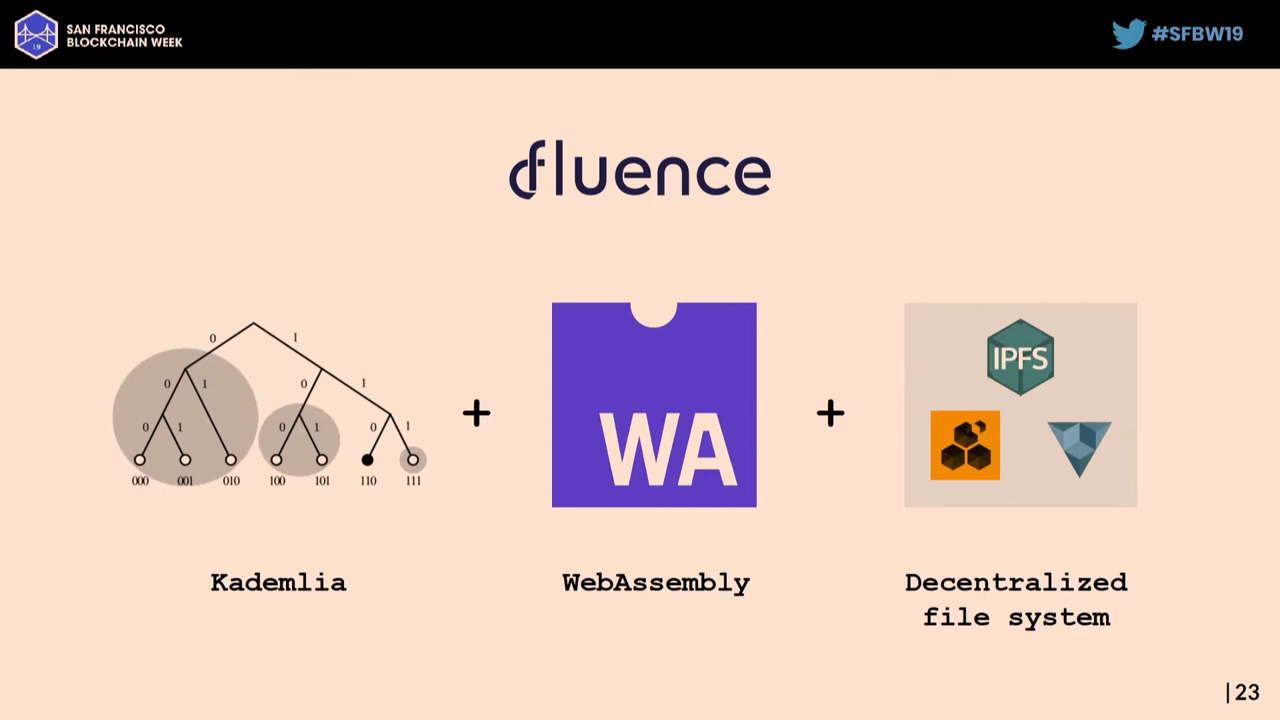 SAN FRANCISCO
BLOCKCHAIN WEEK
19
#SFBW19
fluence
0 1
0 1 0 1
0 1 0 1 0 1
000 001 010 100 101 110 111
+
WA
+
IPFS
Kademlia
WebAssembly
Decentralized
file system
|23